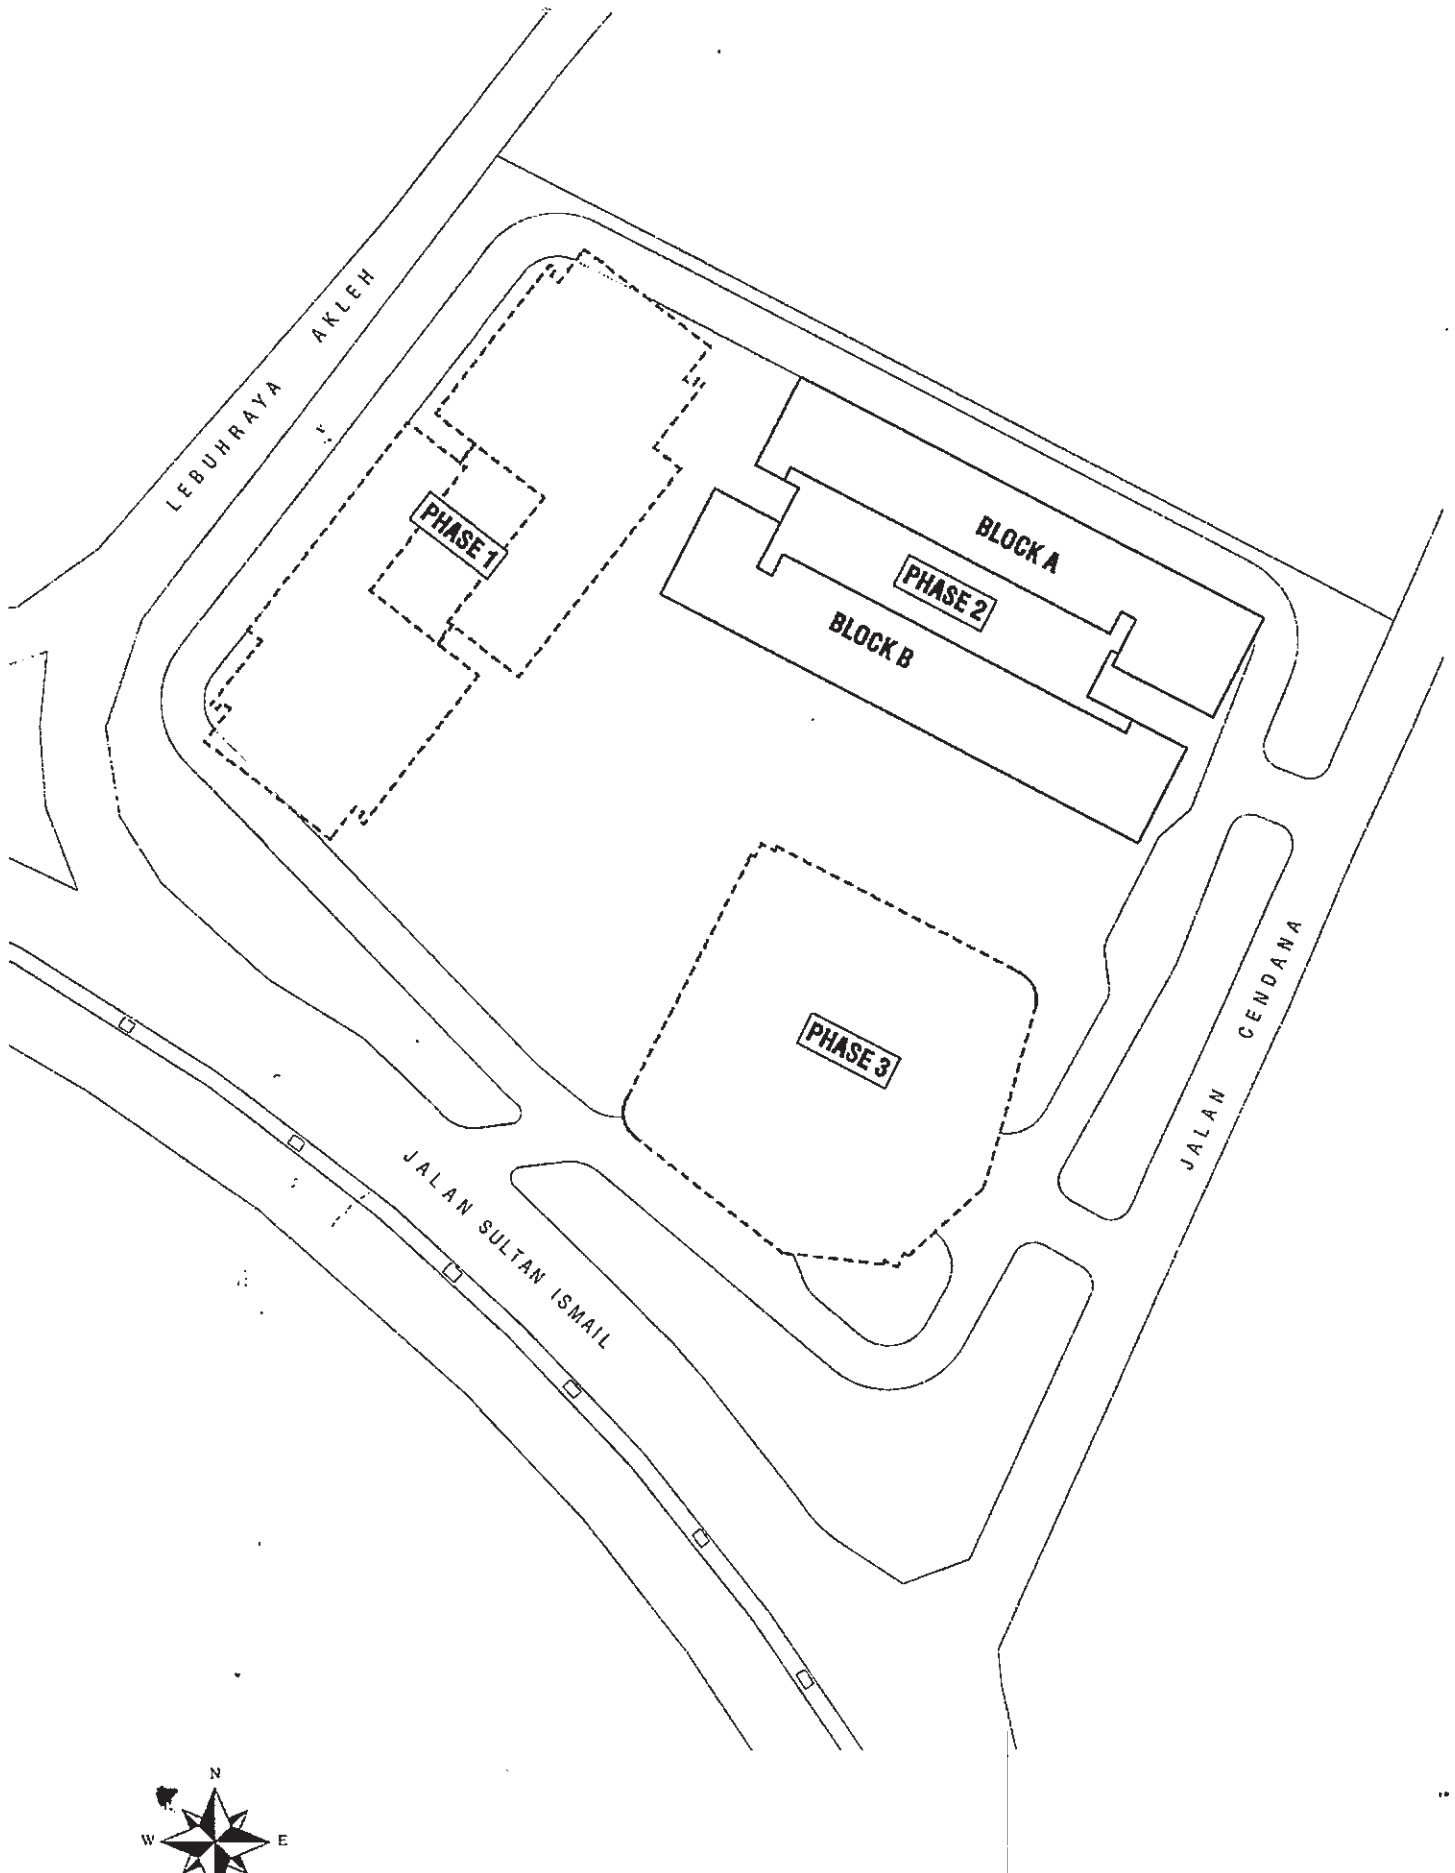 LEBUHRAYA AKLEH
PHASE 1
BLOCK A
PHASE 2
BLOCK B
PHASE 3
JALAN CENDANA
JALAN SULTAN ISMAIL
N
W
E